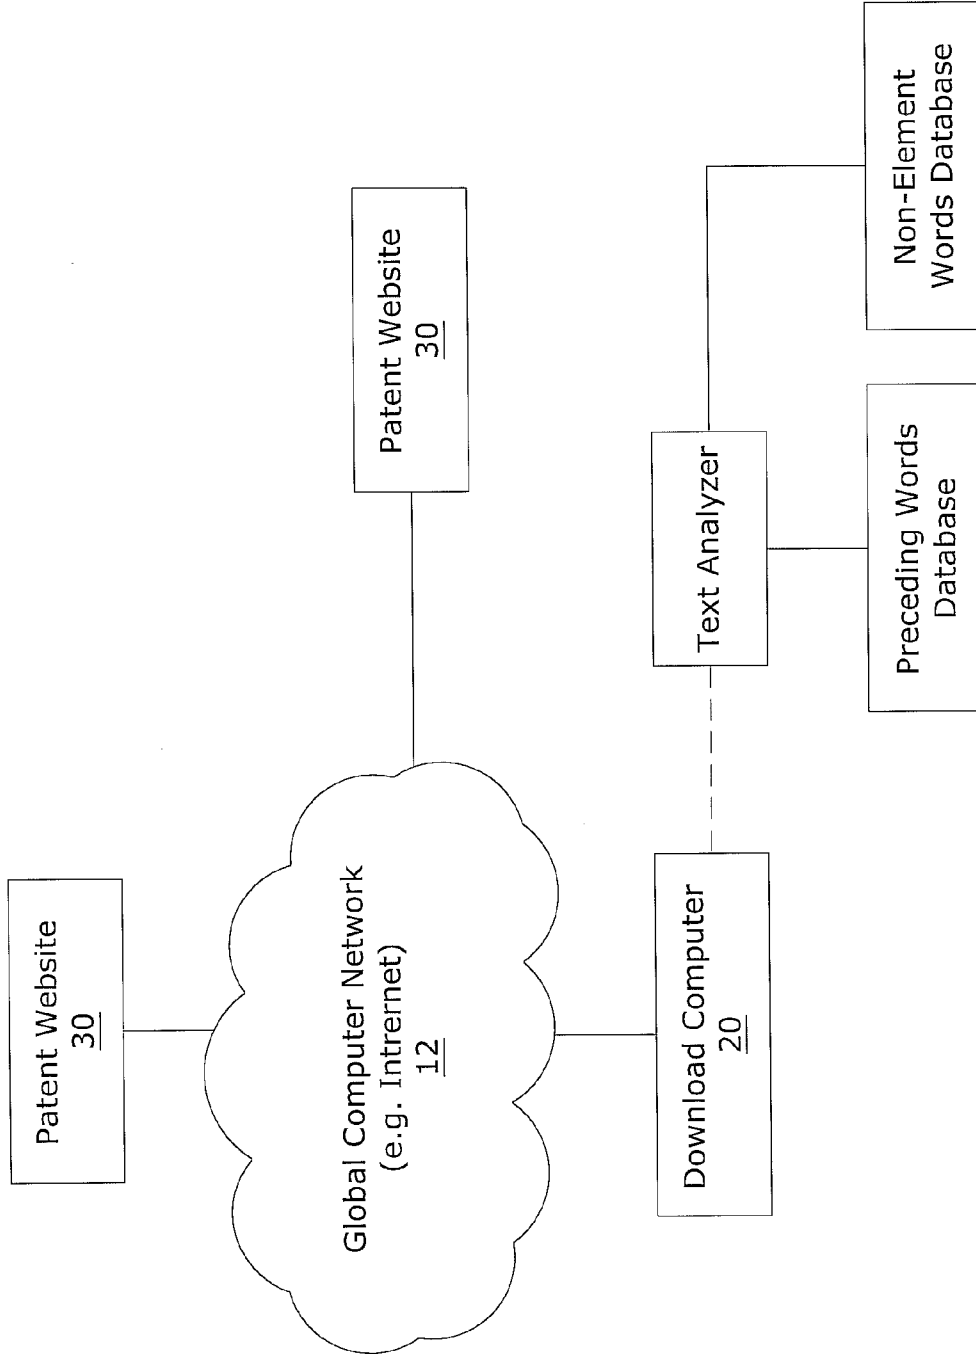 Patent Website
30
Patent Website
30
Global Computer Network
(e.g. Intrernet)
12
Download Computer
20
Text Analyzer
Preceding Words
Database
Non-Element
Words Database